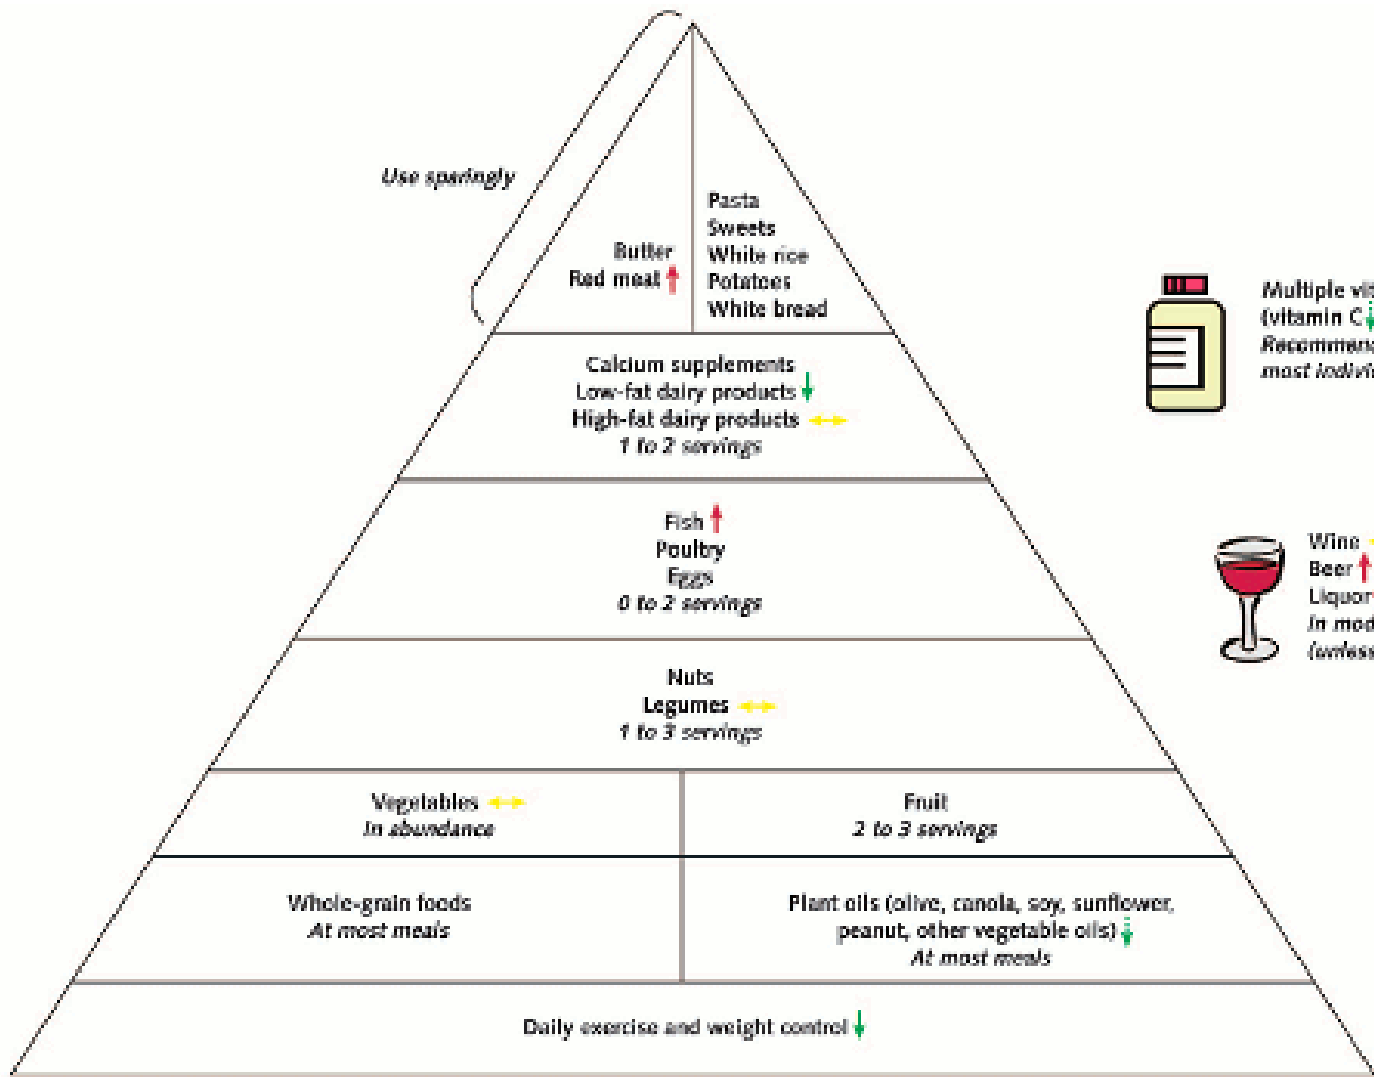 Use sparingly
Butter
Red meat
Pasta
Sweets
White rice
Potatoes
White bread
Calcium supplements
Low-fat dairy products
High-fat dairy products
1 to 2 servings
Multiple vit
(vitamin C
Recommend
most individ
Fish
Poultry
Eggs
0 to 2 servings
Wine
Beer
Liquor
In mod
(unless
Nuts
Legumes
1 to 3 servings
Vegetables
In abundance
Fruit
2 to 3 servings
Whole-grain foods
At most meals
Plant oils (olive, canola, soy, sunflower,
peanut, other vegetable oils)
At most meals
Daily exercise and weight control